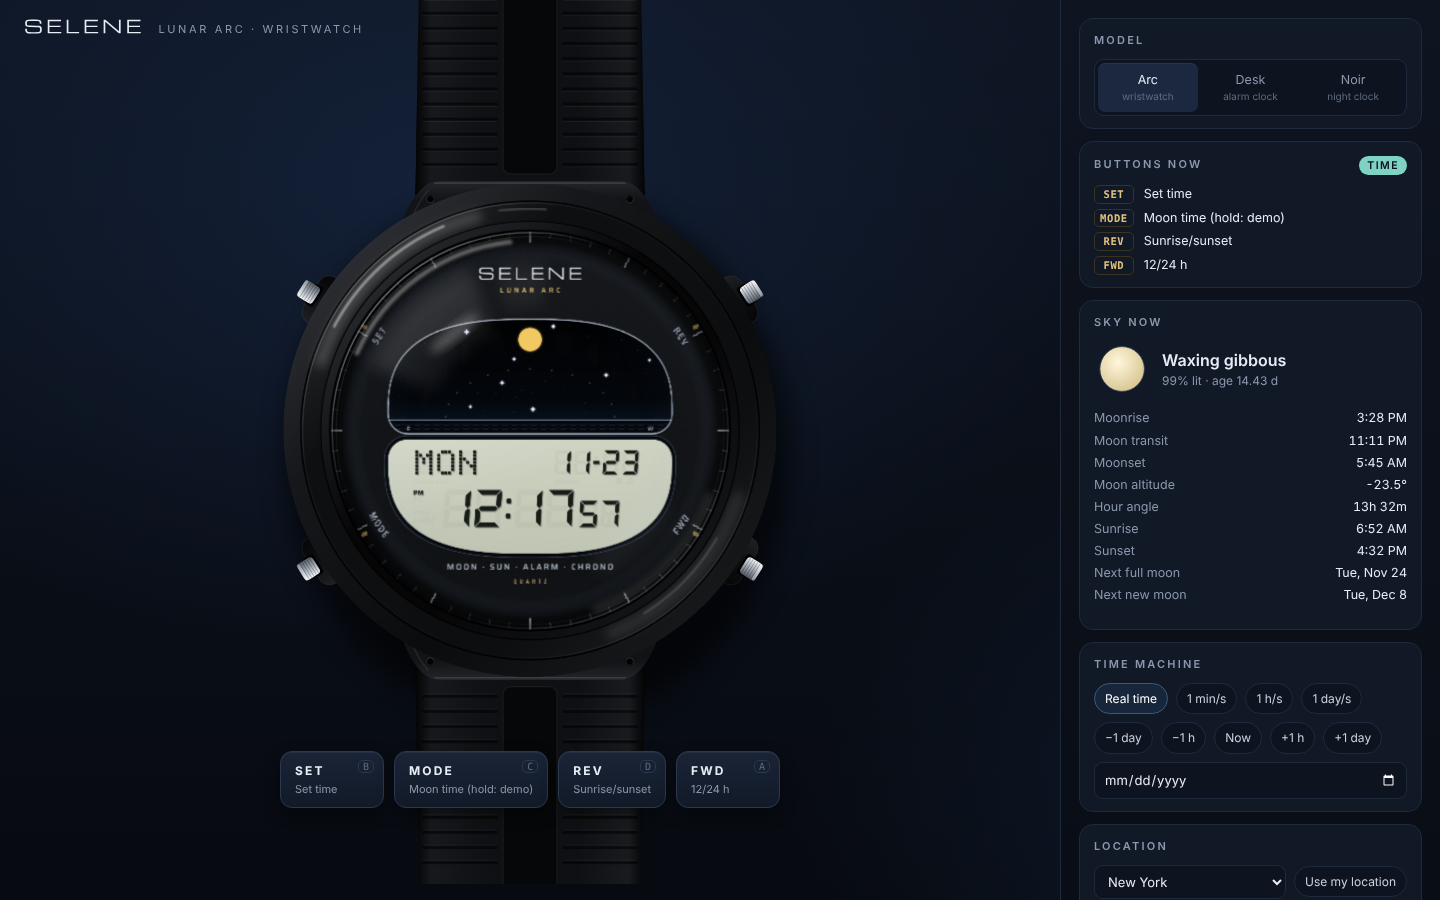 SELENE LUNAR ARC · WRISTWATCH
SELENE
LUNAR ARC
SET
REV
E
W
MON 11-23
PM
12:17 57
MODE
FWD
MOON · SUN · ALARM · CHRONO
QUARTZ
SET B
Set time
MODE C
Moon time (hold: demo)
REV D
Sunrise/sunset
FWD A
12/24 h
MODEL
Arc
wristwatch
Desk
alarm clock
Noir
night clock
BUTTONS NOW TIME
SET Set time
MODE Moon time (hold: demo)
REV Sunrise/sunset
FWD 12/24 h
SKY NOW
Waxing gibbous
99% lit · age 14.43 d
Moonrise 3:28 PM
Moon transit 11:11 PM
Moonset 5:45 AM
Moon altitude -23.5°
Hour angle 13h 32m
Sunrise 6:52 AM
Sunset 4:32 PM
Next full moon Tue, Nov 24
Next new moon Tue, Dec 8
TIME MACHINE
Real time 1 min/s 1 h/s 1 day/s
−1 day −1 h Now +1 h +1 day
mm/dd/yyyy
LOCATION
New York Use my location